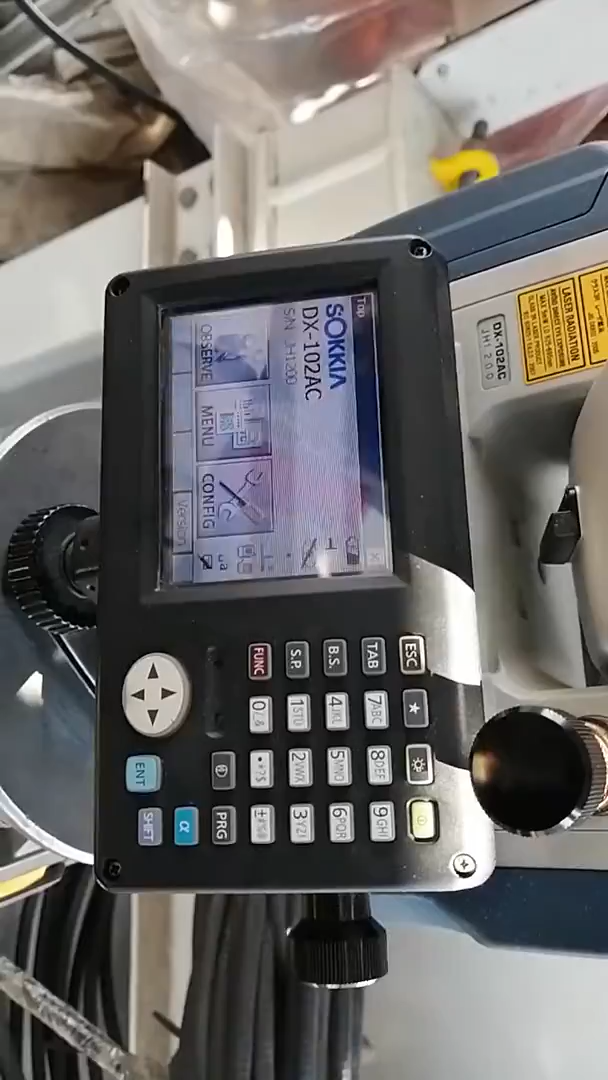 Top
SOKKIA
DX-102AC
S/N JH1200
OBSERVE
MENU
CONFIG
Version
ESC
★
TAB
7ABC
8DEF
9GHI
B.S.
4JKL
5MNO
6PQR
S.P.
1STU
2VWX
3YZ
FUNC
0
PRG
α
ENT
SHIFT
DX-102AC
JH1200
LASER RADIATION